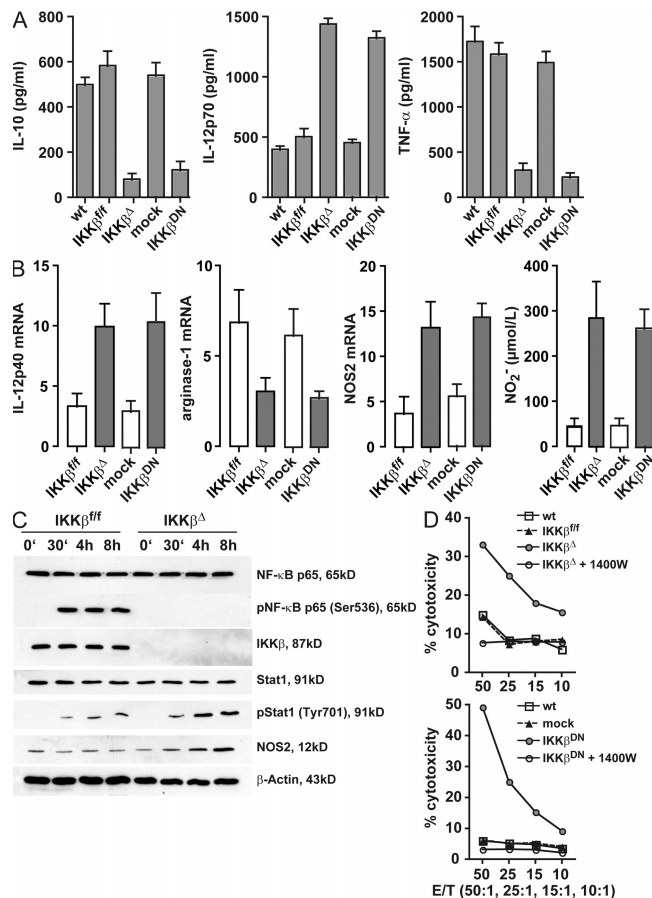 A
IL-10 (pg/ml)
800
600
400
200
0
wt
IKKβf/f
IKKβΔ
mock
IKKβDN
IL-12p70 (pg/ml)
1500
1000
500
0
wt
IKKβf/f
IKKβΔ
mock
IKKβDN
TNF-α (pg/ml)
2000
1500
1000
500
0
wt
IKKβf/f
IKKβΔ
mock
IKKβDN
B
IL-12p40 mRNA
15
10
5
0
IKKβf/f
IKKβΔ
mock
IKKβDN
arginase-1 mRNA
10
5
0
IKKβf/f
IKKβΔ
mock
IKKβDN
NOS2 mRNA
20
15
10
5
0
IKKβf/f
IKKβΔ
mock
IKKβDN
NO2- (µmol/L)
400
300
200
100
0
IKKβf/f
IKKβΔ
mock
IKKβDN
C
IKKβf/f IKKβΔ
0‘ 30‘ 4h 8h 0‘ 30‘ 4h 8h
NF-κB p65, 65kD
pNF-κB p65 (Ser536), 65kD
IKKβ, 87kD
Stat1, 91kD
pStat1 (Tyr701), 91kD
NOS2, 12kD
β-Actin, 43kD
D
wt
IKKβf/f
IKKβΔ
IKKβΔ + 1400W
% cytotoxicity
40
30
20
10
0
50 25 15 10
wt
mock
IKKβDN
IKKβDN + 1400W
% cytotoxicity
50
40
30
20
10
0
50 25 15 10
E/T (50:1, 25:1, 15:1, 10:1)